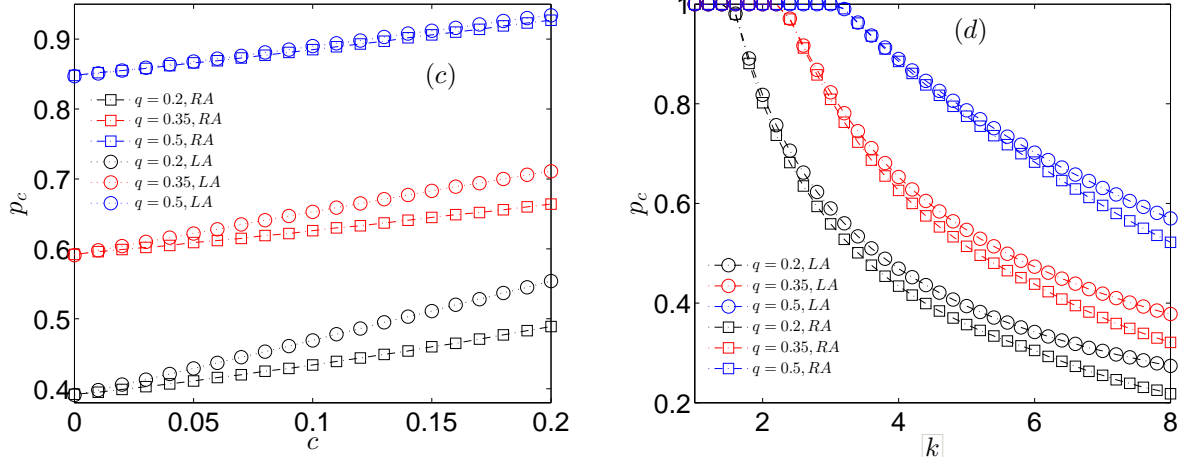 0.9
0.8
0.7
0.6
0.5
0.4
p_c
(c)
q = 0.2, RA
q = 0.35, RA
q = 0.5, RA
q = 0.2, LA
q = 0.35, LA
q = 0.5, LA
0
0.05
0.1
0.15
0.2
c
1
0.8
0.6
0.4
0.2
p_c
(d)
q = 0.2, LA
q = 0.35, LA
q = 0.5, LA
q = 0.2, RA
q = 0.35, RA
q = 0.5, RA
2
4
6
8
k